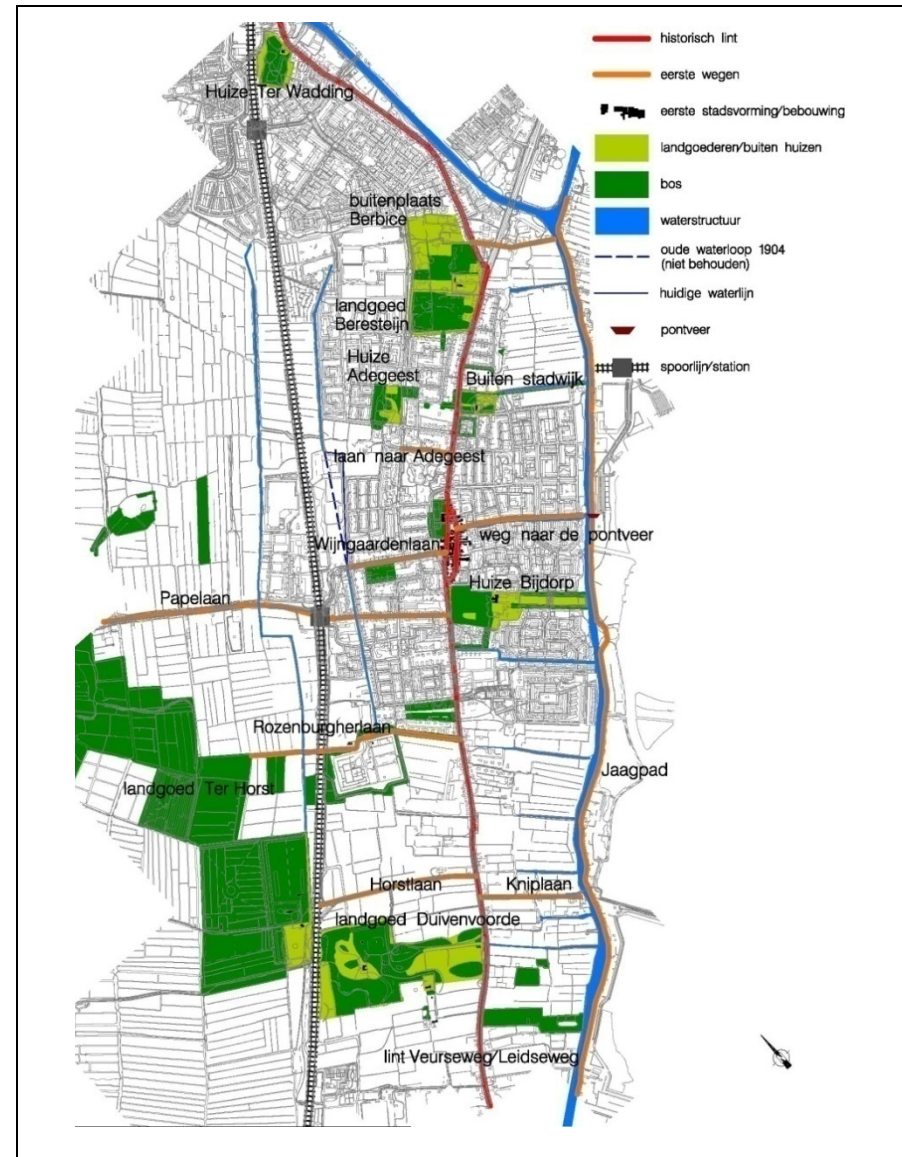 historisch lint
eerste wegen
eerste stadsvorming/bebouwing
landgoederen/buiten huizen
bos
waterstructuur
oude waterloop 1904
(niet behouden)
huidige waterlijn
pontveer
spoorlijn/station
Huize Ter Wadding
buitenplaats
Berbice
landgoed
Beresteijn
Huize
Adegeest
Buiten stadwijk
laan naar Adegeest
weg naar de pontveer
Wijngaardenlaan
Huize Bijdorp
Papelaan
Rozenburgherlaan
Jaagpad
landgoed Ter Horst
Horstlaan
Kniplaan
landgoed Duivenvoorde
lint Veurseweg/Leidseweg